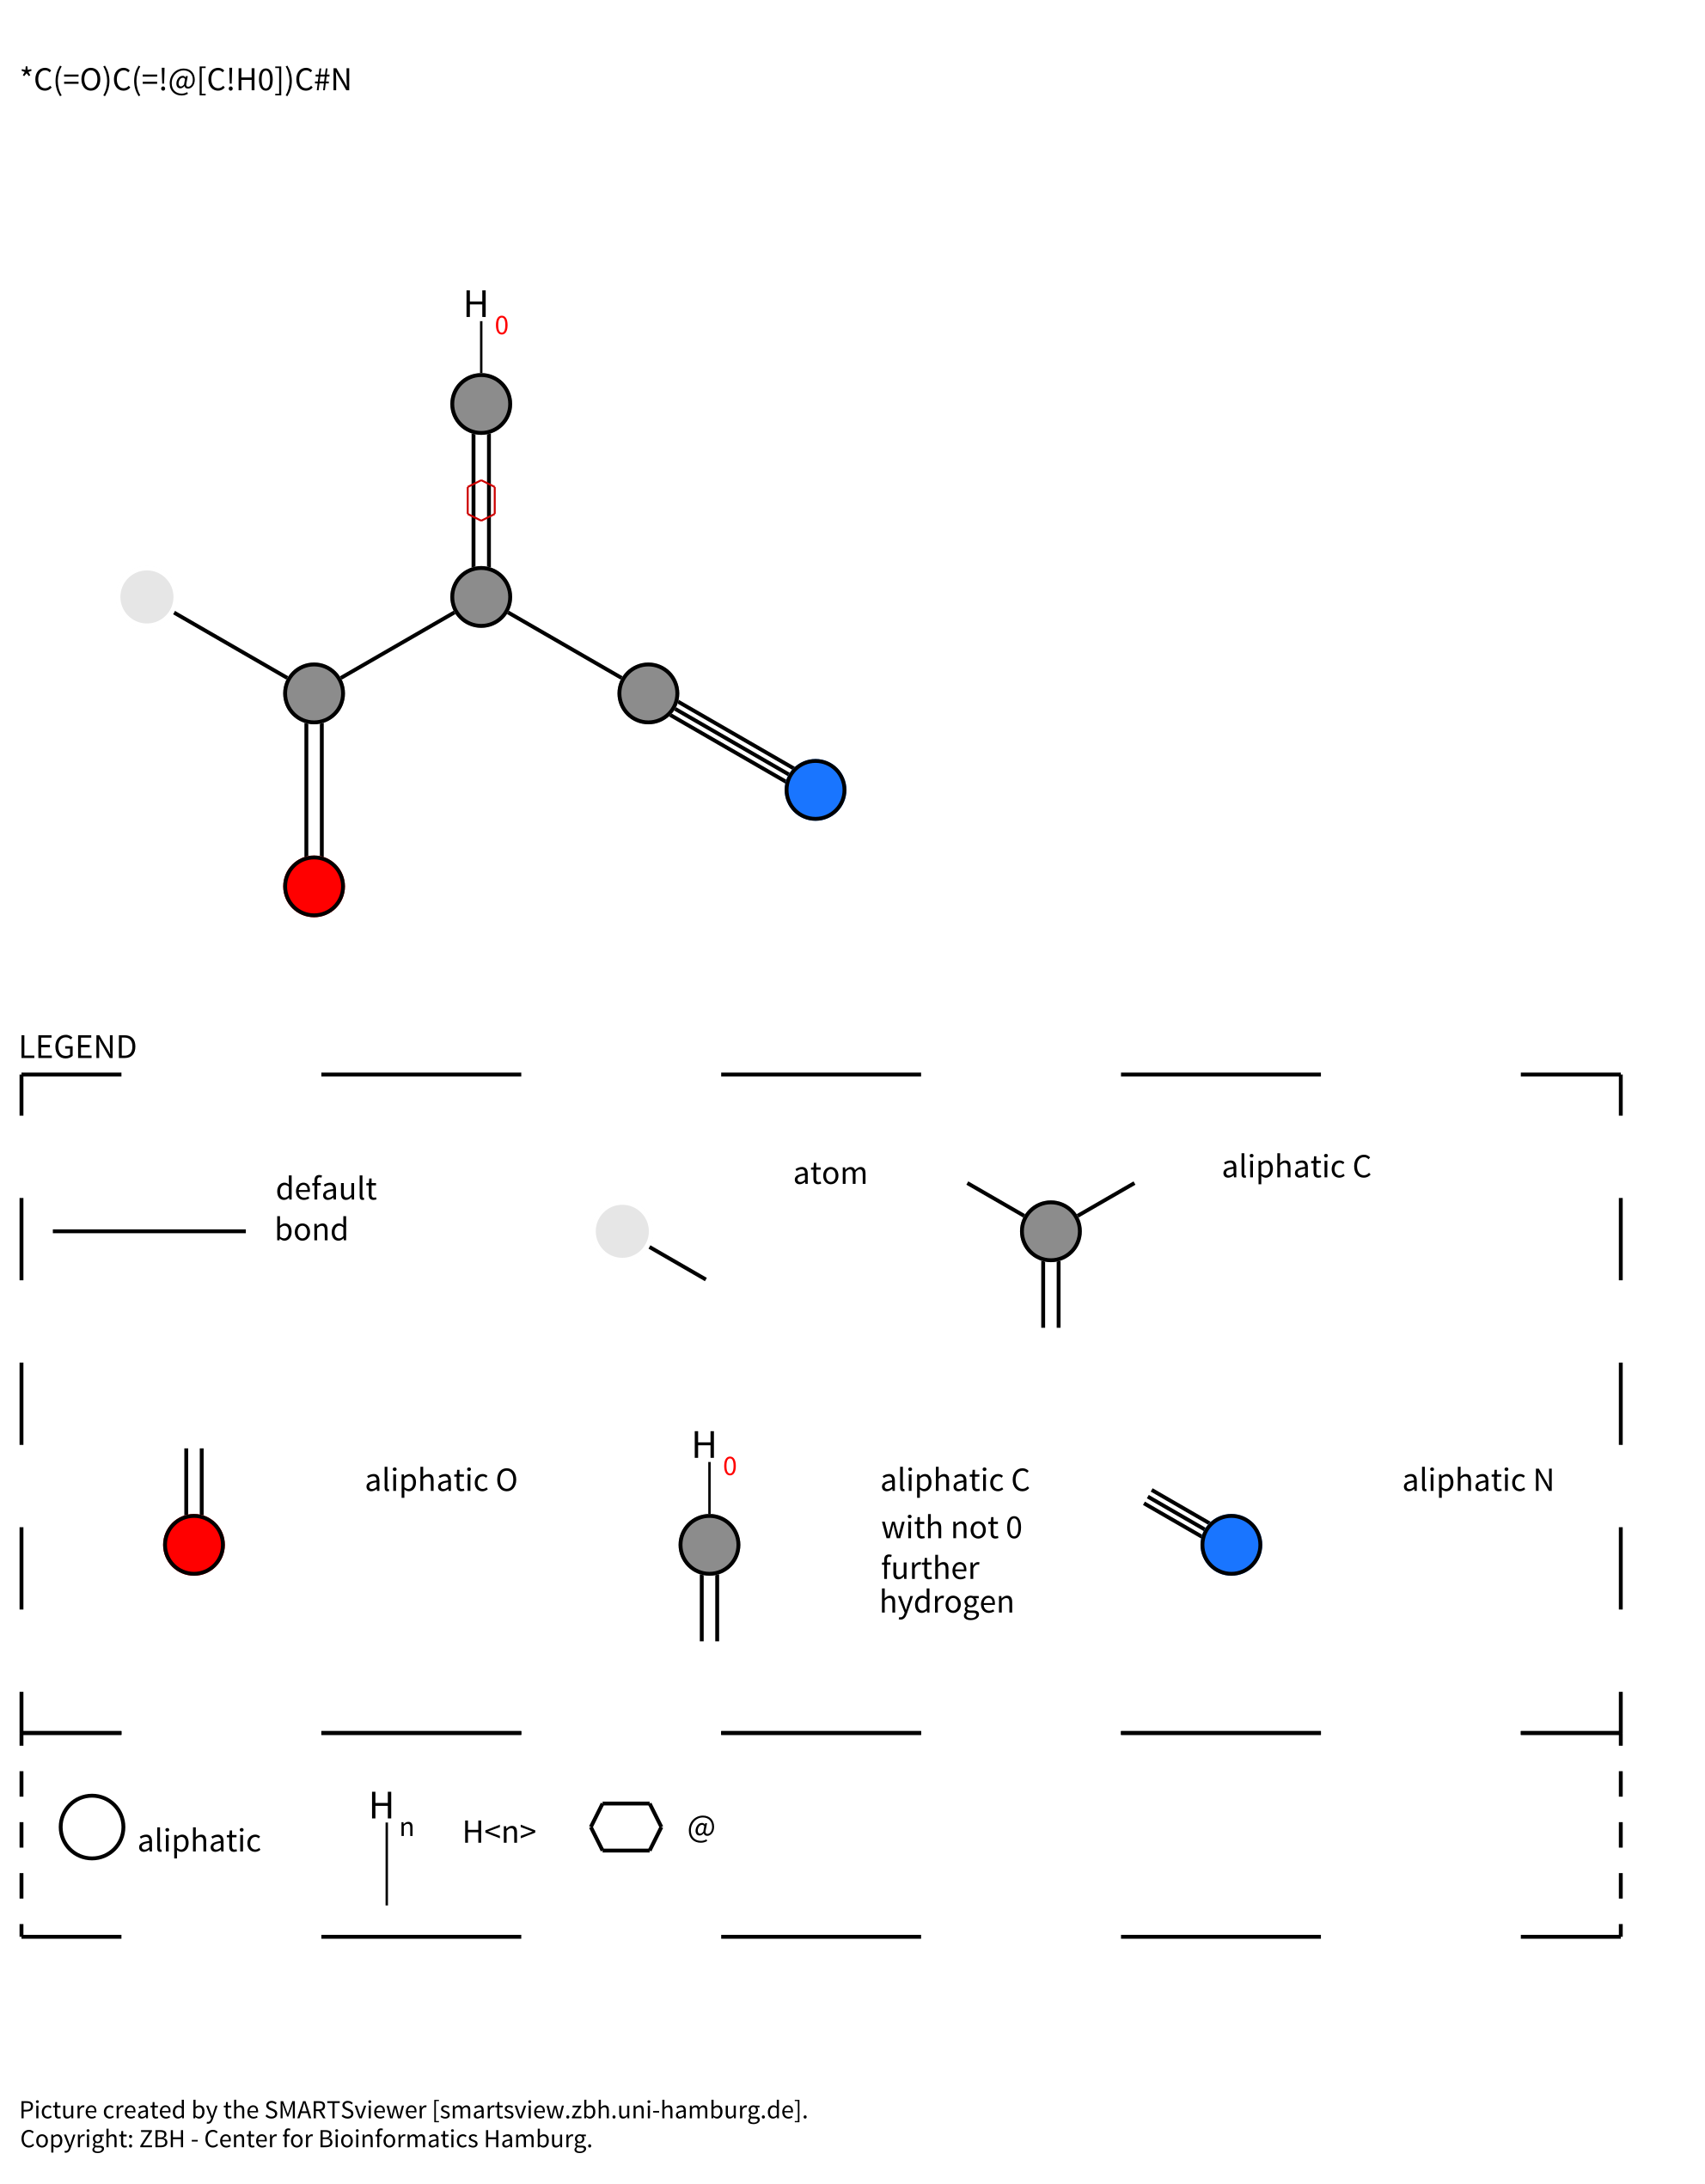 *C(=O)C(=!@[C!H0])C#N
H
0
LEGEND
default
bond
atom
aliphatic C
aliphatic O
H
0
aliphatic C
with not 0
further
hydrogen
aliphatic N
aliphatic
H
n
H<n>
@
Picture created by the SMARTSviewer [smartsview.zbh.uni-hamburg.de].
Copyright: ZBH - Center for Bioinformatics Hamburg.